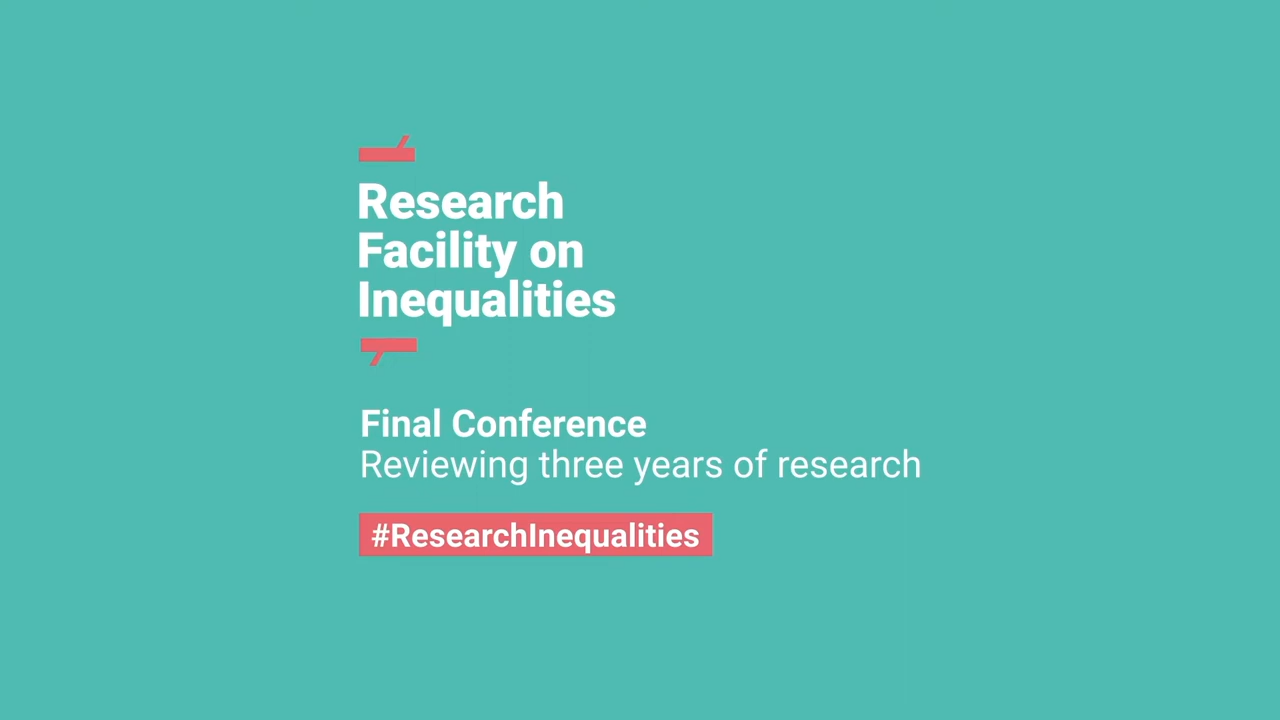 Research
Facility on
Inequalities
Final Conference
Reviewing three years of research
#ResearchInequalities